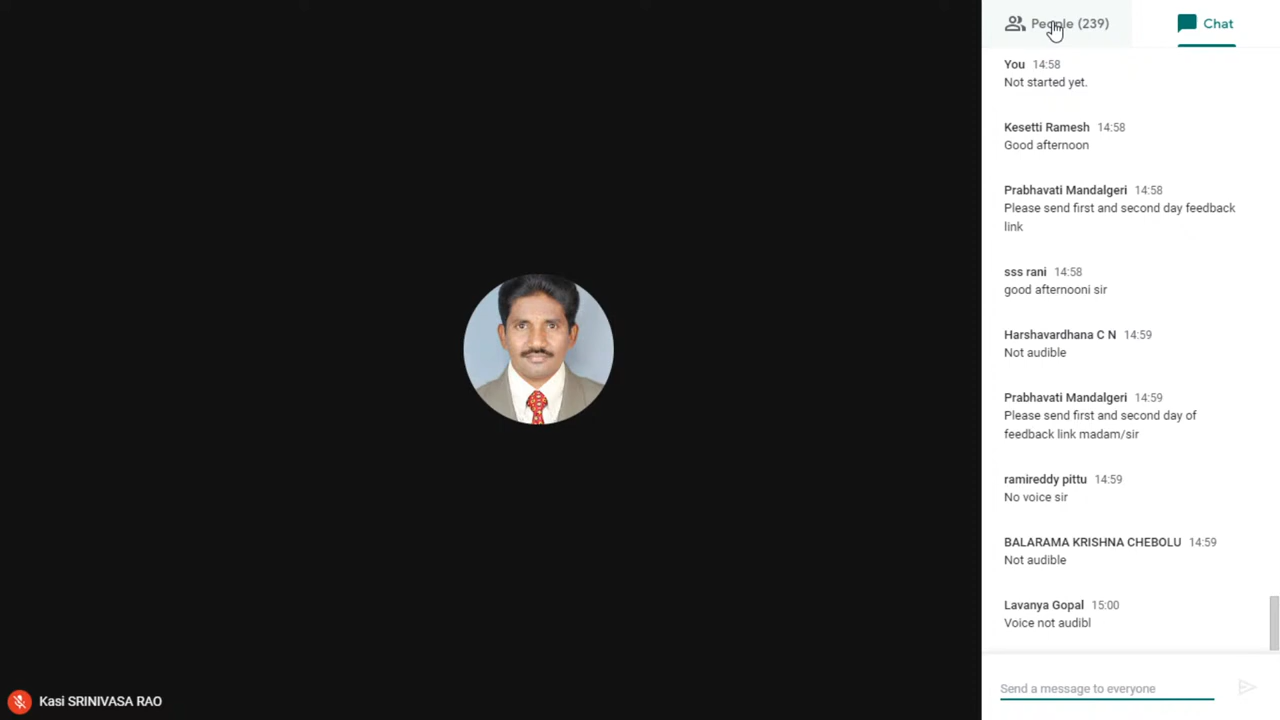 People (239)
Chat
You 14:58
Not started yet.
Kesetti Ramesh 14:58
Good afternoon
Prabhavati Mandalgeri 14:58
Please send first and second day feedback
link
sss rani 14:58
good afternooni sir
Harshavardhana C N 14:59
Not audible
Prabhavati Mandalgeri 14:59
Please send first and second day of
feedback link madam/sir
ramireddy pittu 14:59
No voice sir
BALARAMA KRISHNA CHEBOLU 14:59
Not audible
Lavanya Gopal 15:00
Voice not audibl
Send a message to everyone
Kasi SRINIVASA RAO